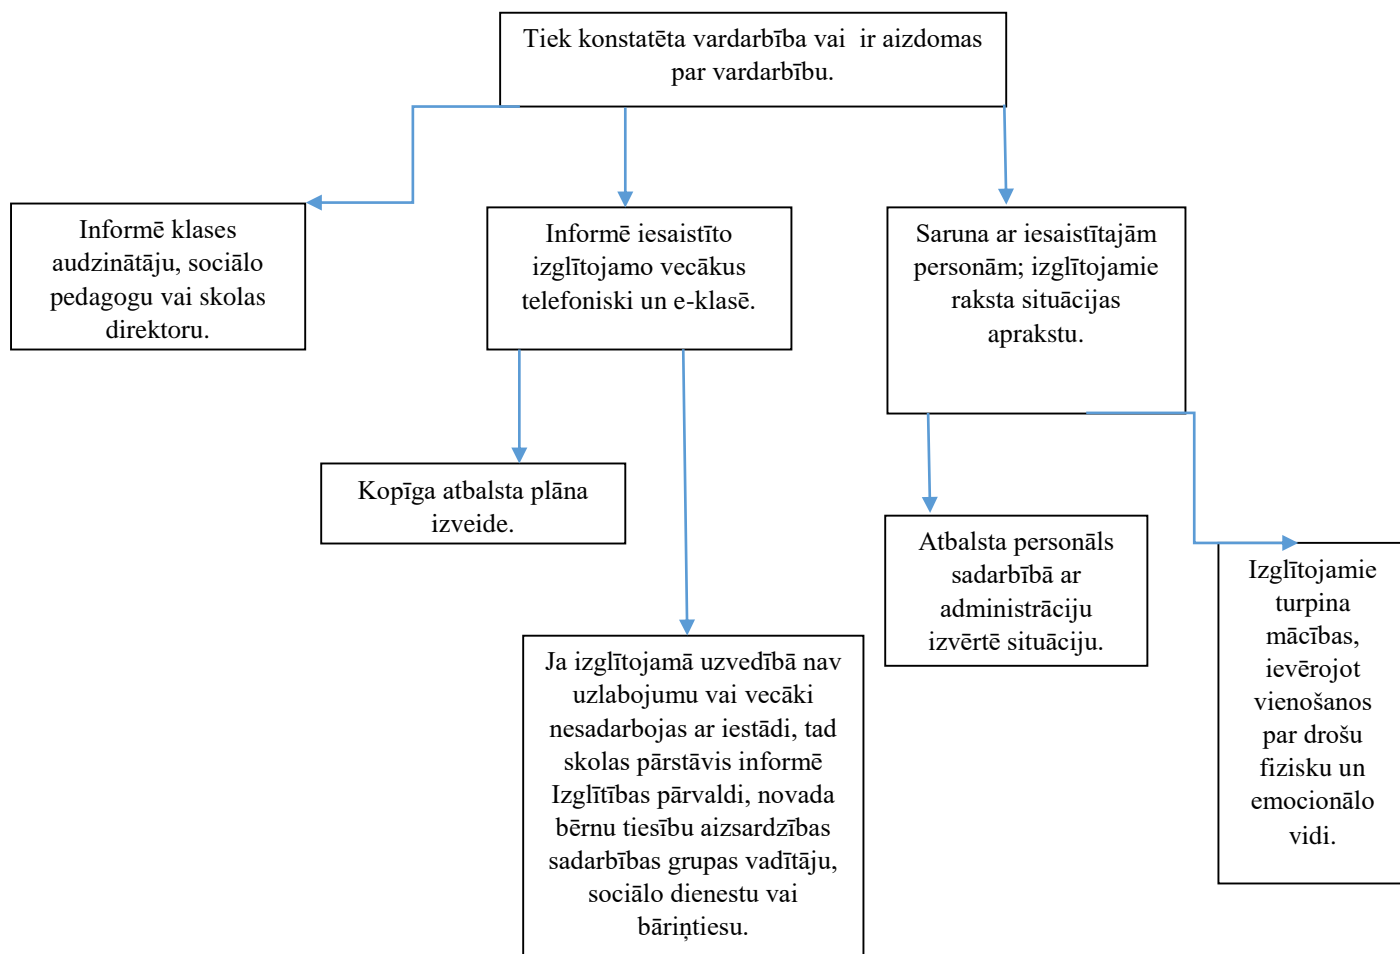 Tiek konstatēta vardarbība vai  ir aizdomas
par vardarbību.
Informē klases
audzinātāju, sociālo
pedagogu vai skolas
direktoru.
Informē iesaistīto
izglītojamo vecākus
telefoniski un e-klasē.
Saruna ar iesaistītajām
personām; izglītojamie
raksta situācijas
aprakstu.
Kopīga atbalsta plāna
izveide.
Atbalsta personāls
sadarbībā ar
administrāciju
izvērtē situāciju.
Izglītojamie
turpina
mācības,
ievērojot
vienošanos
par drošu
fizisku un
emocionālo
vidi.
Ja izglītojamā uzvedībā nav
uzlabojumu vai vecāki
nesadarbojas ar iestādi, tad
skolas pārstāvis informē
Izglītības pārvaldi, novada
bērnu tiesību aizsardzības
sadarbības grupas vadītāju,
sociālo dienestu vai
bāriņtiesu.